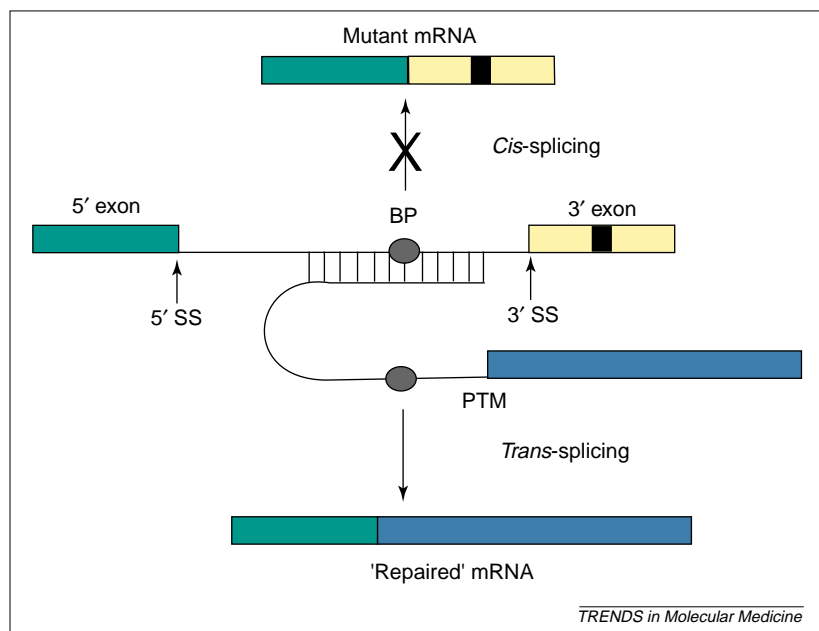 Mutant mRNA
X
Cis-splicing
5′ exon
BP
3′ exon
5′ SS
3′ SS
PTM
Trans-splicing
'Repaired' mRNA
TRENDS in Molecular Medicine